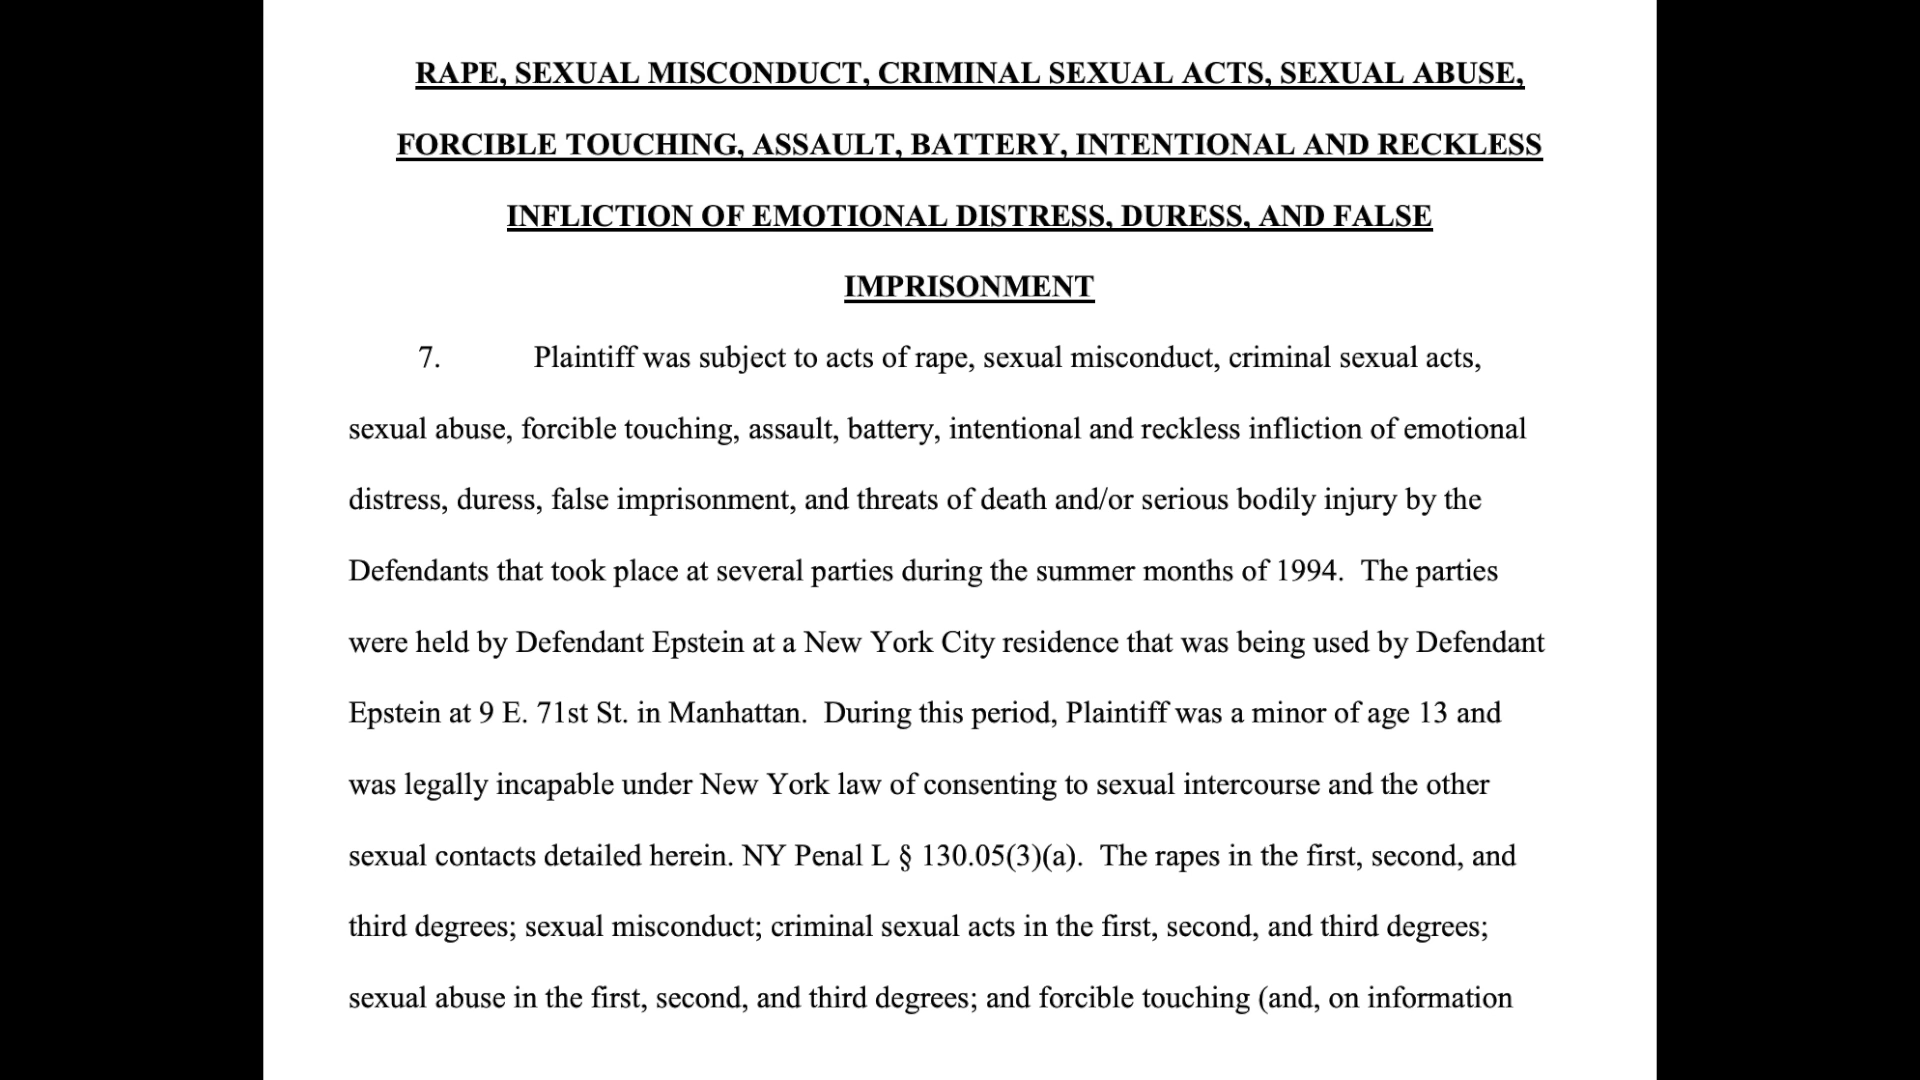 RAPE, SEXUAL MISCONDUCT, CRIMINAL SEXUAL ACTS, SEXUAL ABUSE,
FORCIBLE TOUCHING, ASSAULT, BATTERY, INTENTIONAL AND RECKLESS
INFLICTION OF EMOTIONAL DISTRESS, DURESS, AND FALSE
IMPRISONMENT
7. Plaintiff was subject to acts of rape, sexual misconduct, criminal sexual acts,
sexual abuse, forcible touching, assault, battery, intentional and reckless infliction of emotional
distress, duress, false imprisonment, and threats of death and/or serious bodily injury by the
Defendants that took place at several parties during the summer months of 1994.  The parties
were held by Defendant Epstein at a New York City residence that was being used by Defendant
Epstein at 9 E. 71st St. in Manhattan.  During this period, Plaintiff was a minor of age 13 and
was legally incapable under New York law of consenting to sexual intercourse and the other
sexual contacts detailed herein. NY Penal L § 130.05(3)(a).  The rapes in the first, second, and
third degrees; sexual misconduct; criminal sexual acts in the first, second, and third degrees;
sexual abuse in the first, second, and third degrees; and forcible touching (and, on information